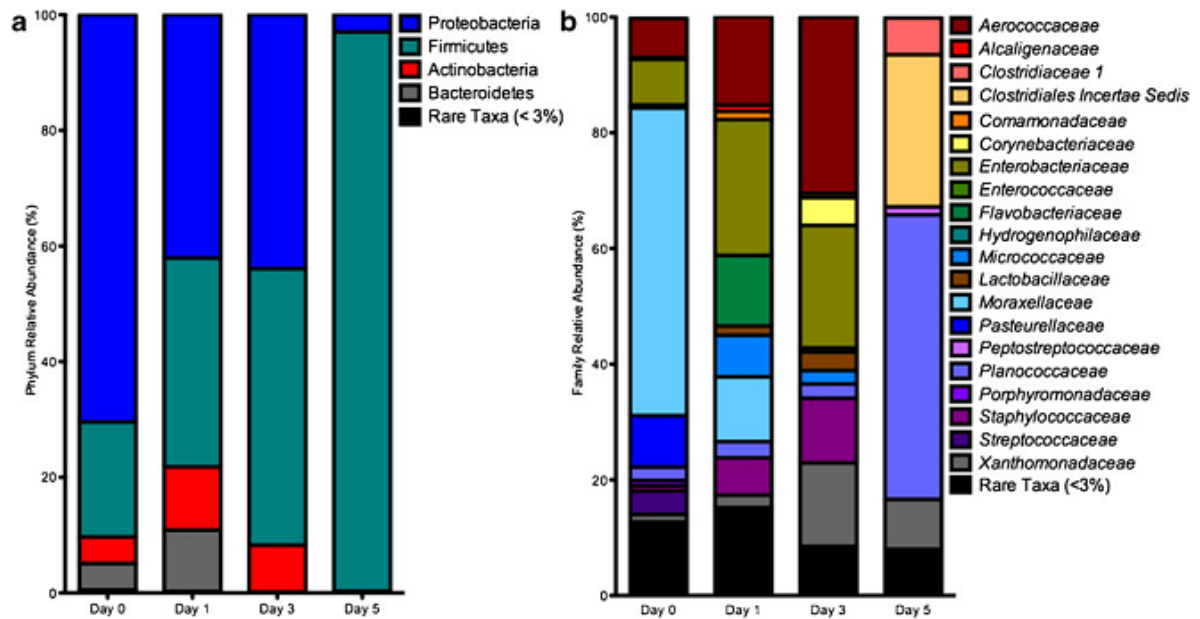 a
Phylum Relative Abundance (%)
100
80
60
40
20
0
Day 0
Day 1
Day 3
Day 5
Proteobacteria
Firmicutes
Actinobacteria
Bacteroidetes
Rare Taxa (< 3%)
b
Family Relative Abundance (%)
100
80
60
40
20
0
Day 0
Day 1
Day 3
Day 5
Aerococcaceae
Alcaligenaceae
Clostridiaceae 1
Clostridiales Incertae Sedis
Comamonadaceae
Corynebacteriaceae
Enterobacteriaceae
Enterococcaceae
Flavobacteriaceae
Hydrogenophilaceae
Micrococcaceae
Lactobacillaceae
Moraxellaceae
Pasteurellaceae
Peptostreptococcaceae
Planococcaceae
Porphyromonadaceae
Staphylococcaceae
Streptococcaceae
Xanthomonadaceae
Rare Taxa (<3%)